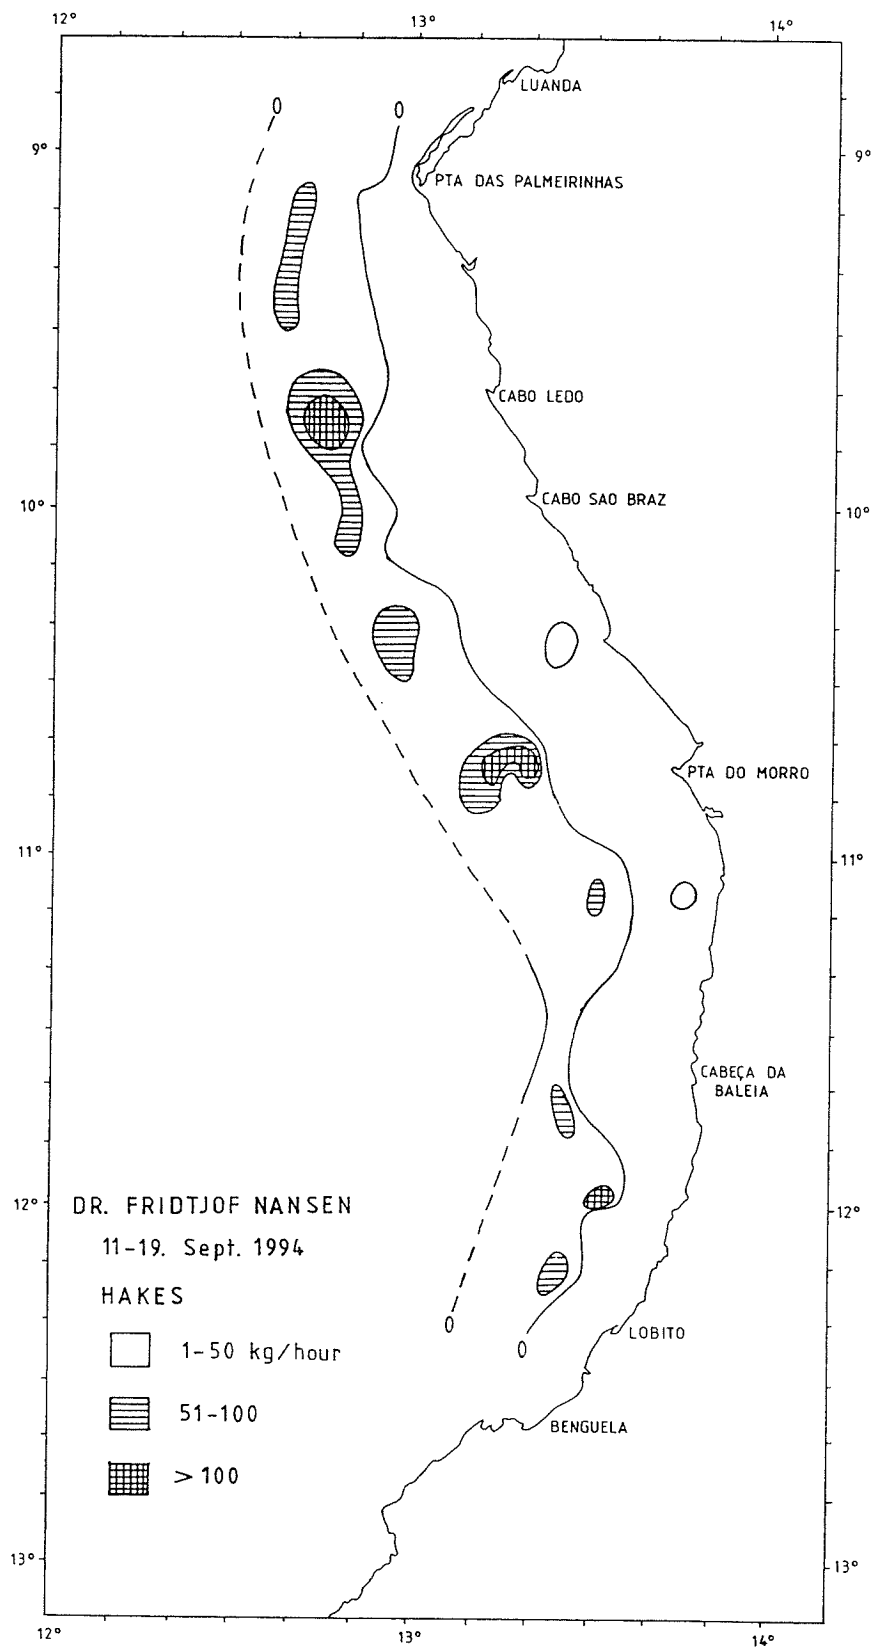 12° 13° 14°
LUANDA
0 0
9° 9°
PTA DAS PALMEIRINHAS
CABO LEDO
CABO SAO BRAZ
10° 10°
PTA DO MORRO
11° 11°
CABEÇA DA
BALEIA
DR. FRIDTJOF NANSEN
12° 12°
11-19. Sept. 1994
HAKES
0
LOBITO
0
1-50 kg/hour
51-100
BENGUELA
>100
13° 13°
12° 13° 14°